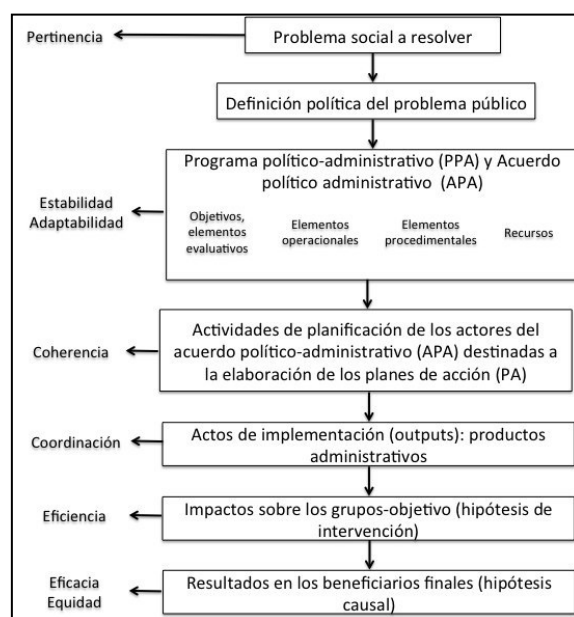 Pertinencia
Problema social a resolver
Definición política del problema público
Programa político-administrativo (PPA) y Acuerdo
político administrativo (APA)
Estabilidad
Adaptabilidad
Objetivos,
elementos
evaluativos
Elementos
operacionales
Elementos
procedimentales
Recursos
Coherencia
Actividades de planificación de los actores del
acuerdo político-administrativo (APA) destinadas a
la elaboración de los planes de acción (PA)
Coordinación
Actos de implementación (outputs): productos
administrativos
Eficiencia
Impactos sobre los grupos-objetivo (hipótesis de
intervención)
Eficacia
Equidad
Resultados en los beneficiarios finales (hipótesis
causal)